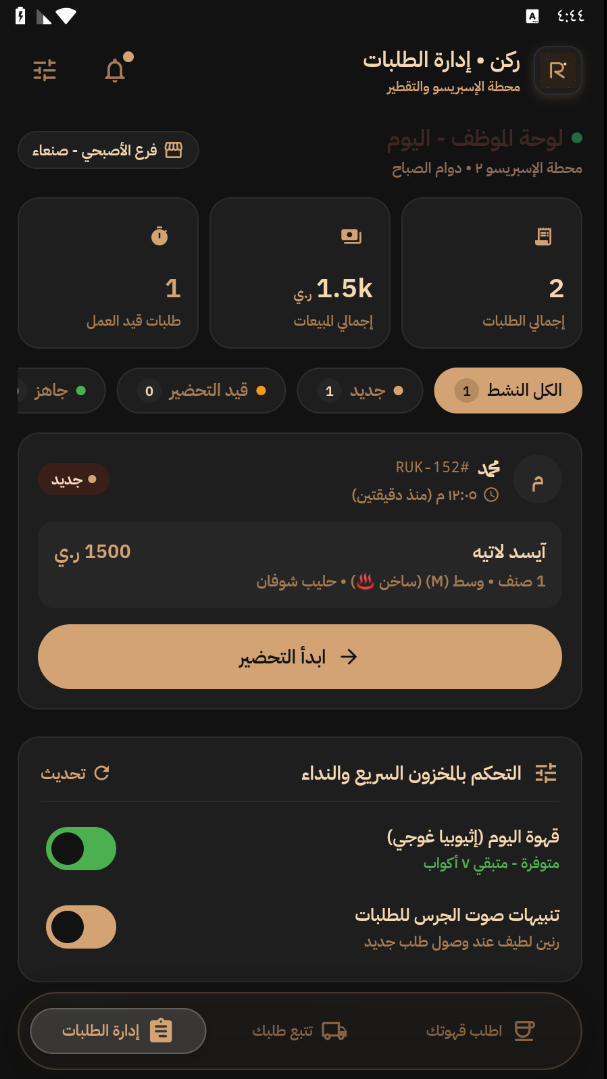 ٤:٤٤
A
R
ركن • إدارة الطلبات
محطة الإسبريسو والتقطير
لوحة الموظف - اليوم
محطة الإسبريسو ٢ • دوام الصباح
فرع الأصبحي - صنعاء
2
إجمالي الطلبات
1.5k ر.ي
إجمالي المبيعات
1
طلبات قيد العمل
الكل النشط 1
جديد 1
قيد التحضير 0
جاهز
م
محمد #RUK-152
١٢:٠٥ م (منذ دقيقتين)
جديد
آيسد لاتيه
1500 ر.ي
1 صنف • وسط (M) (ساخن ♨️) • حليب شوفان
ابدأ التحضير
التحكم بالمخزون السريع والنداء
تحديث
قهوة اليوم (إثيوبيا غوجي)
متوفرة - متبقي ٧ أكواب
تنبيهات صوت الجرس للطلبات
رنين لطيف عند وصول طلب جديد
اطلب قهوتك
تتبع طلبك
إدارة الطلبات